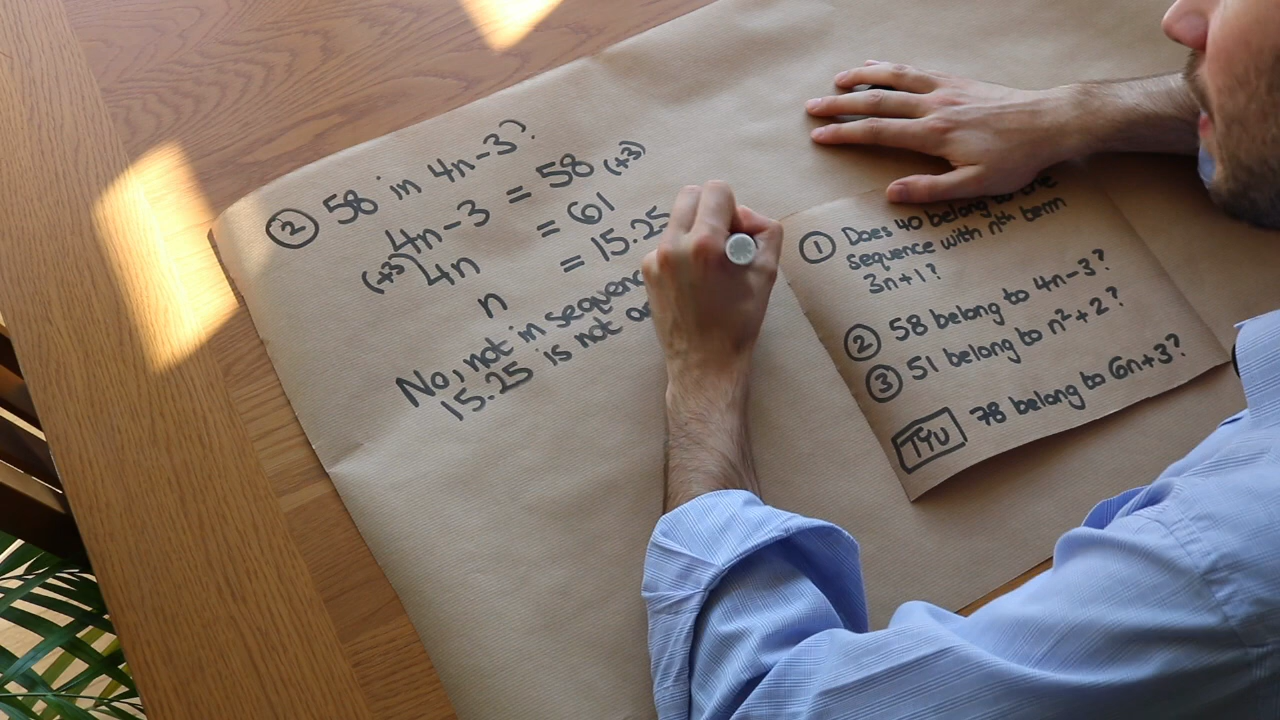 ② 58 in 4n-3?
4n-3 = 58 (+3)
(+3) 4n = 61
n = 15.25
No, not in sequenc
15.25 is not
① Does 40 belong to the
sequence with nth term
3n+1?
② 58 belong to 4n-3?
③ 51 belong to n²+2?
TYU 78 belong to 6n+3?